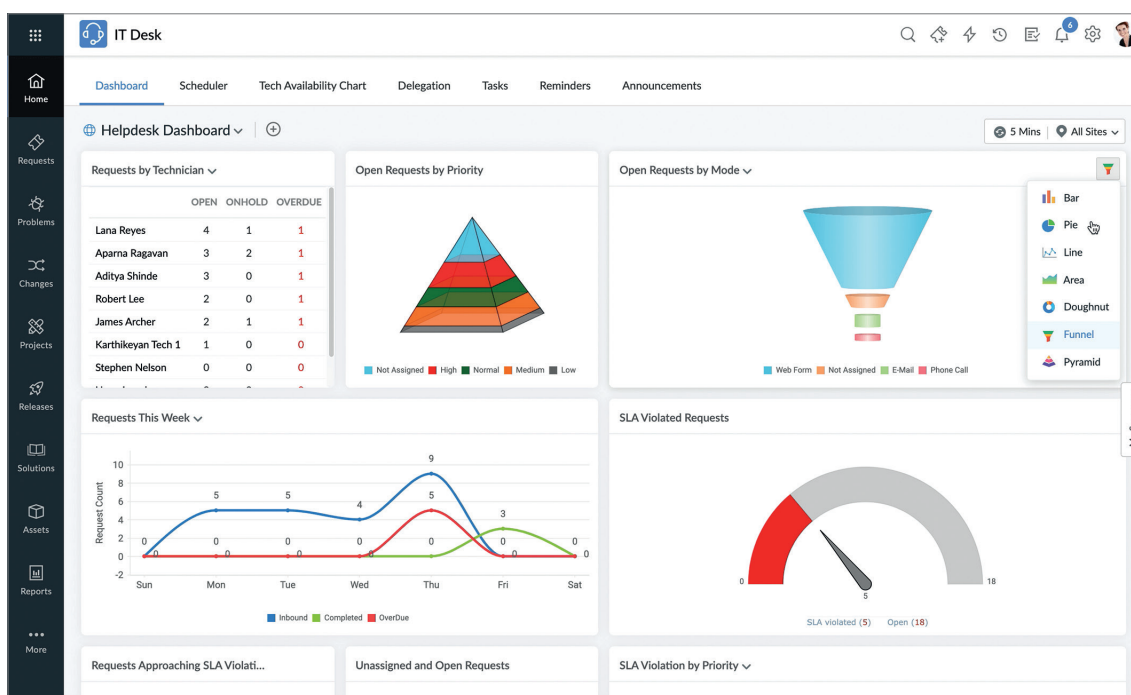 IT Desk
6
Home
Requests
Problems
Changes
Projects
Releases
Solutions
Assets
Reports
More
Dashboard Scheduler Tech Availability Chart Delegation Tasks Reminders Announcements
Helpdesk Dashboard
5 Mins All Sites
Requests by Technician
OPEN ONHOLD OVERDUE
Lana Reyes 4 1 1
Aparna Ragavan 3 2 1
Aditya Shinde 3 0 1
Robert Lee 2 0 1
James Archer 2 1 1
Karthikeyan Tech 1 1 0 0
Stephen Nelson 0 0 0
Open Requests by Priority
Not Assigned High Normal Medium Low
Open Requests by Mode
Web Form Not Assigned E-Mail Phone Call
Bar
Pie
Line
Area
Doughnut
Funnel
Pyramid
Requests This Week
Request Count
10
8
6
4
2
0
-2
9
5 5 4 5
3
0 0 0 0 0 0 0
0 0 0 0 0 0
Sun Mon Tue Wed Thu Fri Sat
Inbound Completed OverDue
SLA Violated Requests
0 18
5
SLA violated (5) Open (18)
Requests Approaching SLA Violati...
Unassigned and Open Requests
SLA Violation by Priority